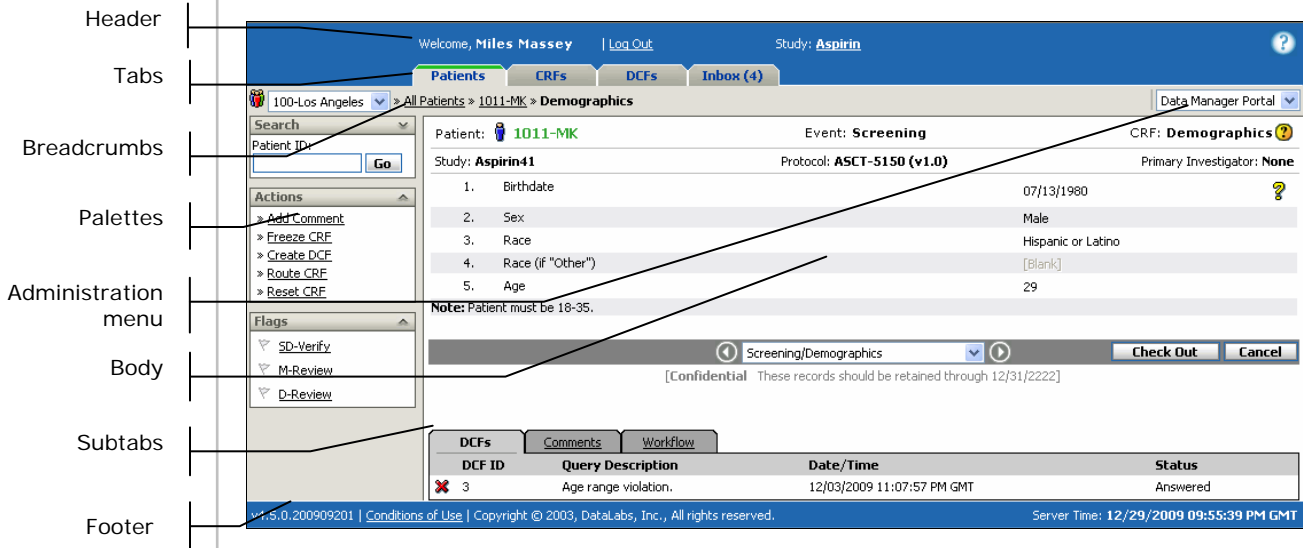 Header
Tabs
Breadcrumbs
Palettes
Administration
menu
Body
Subtabs
Footer
Welcome, Miles Massey | Log Out Study: Aspirin ?
Patients CRFs DCFs Inbox (4)
100-Los Angeles » All Patients » 1011-MK » Demographics Data Manager Portal
Search
Patient ID:
Go
Actions
» Add Comment
» Freeze CRF
» Create DCF
» Route CRF
» Reset CRF
Flags
SD-Verify
M-Review
D-Review
Patient: 1011-MK Event: Screening CRF: Demographics ?
Study: Aspirin41 Protocol: ASCT-5150 (v1.0) Primary Investigator: None
1. Birthdate 07/13/1980 ?
2. Sex Male
3. Race Hispanic or Latino
4. Race (if "Other") [Blank]
5. Age 29
Note: Patient must be 18-35.
Screening/Demographics Check Out Cancel
[Confidential These records should be retained through 12/31/2222]
DCFs Comments Workflow
DCF ID Query Description Date/Time Status
3 Age range violation. 12/03/2009 11:07:57 PM GMT Answered
v4.5.0.200909201 | Conditions of Use | Copyright © 2003, DataLabs, Inc., All rights reserved. Server Time: 12/29/2009 09:55:39 PM GMT